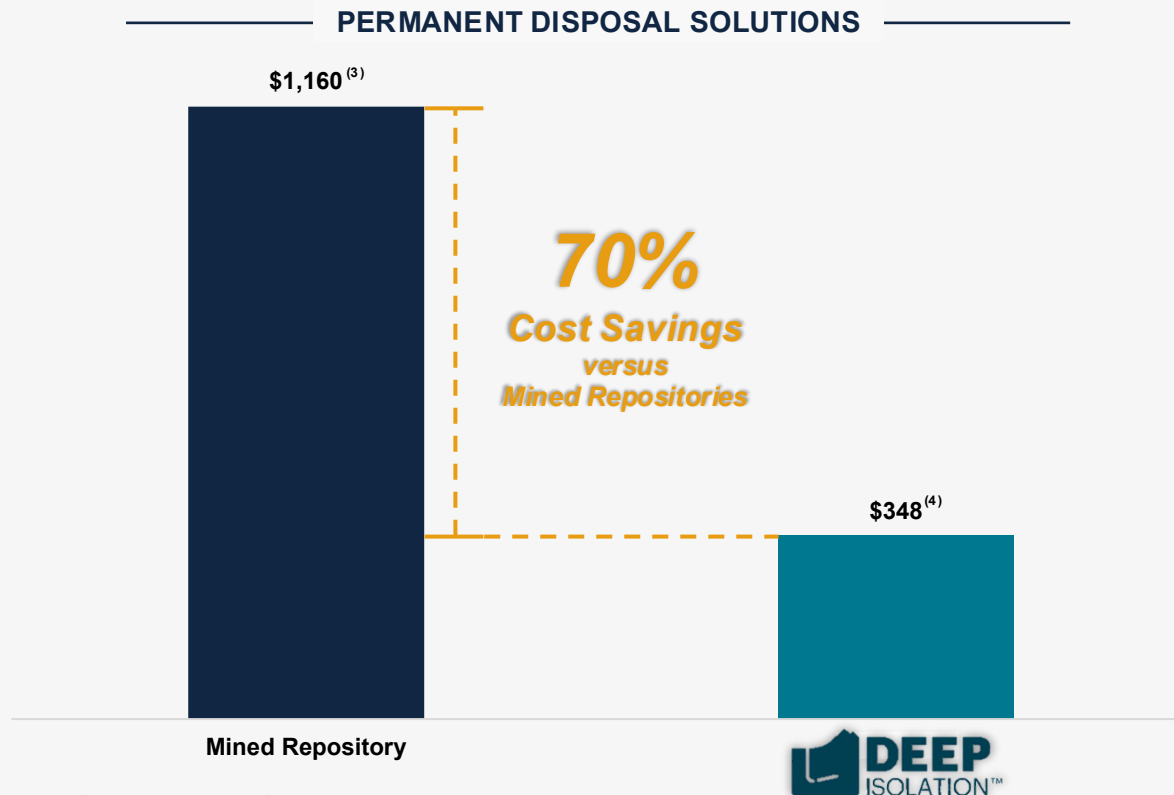 PERMANENT DISPOSAL SOLUTIONS
$1,160 (3)
70%
Cost Savings
versus
Mined Repositories
$348 (4)
Mined Repository
DEEP
ISOLATION™